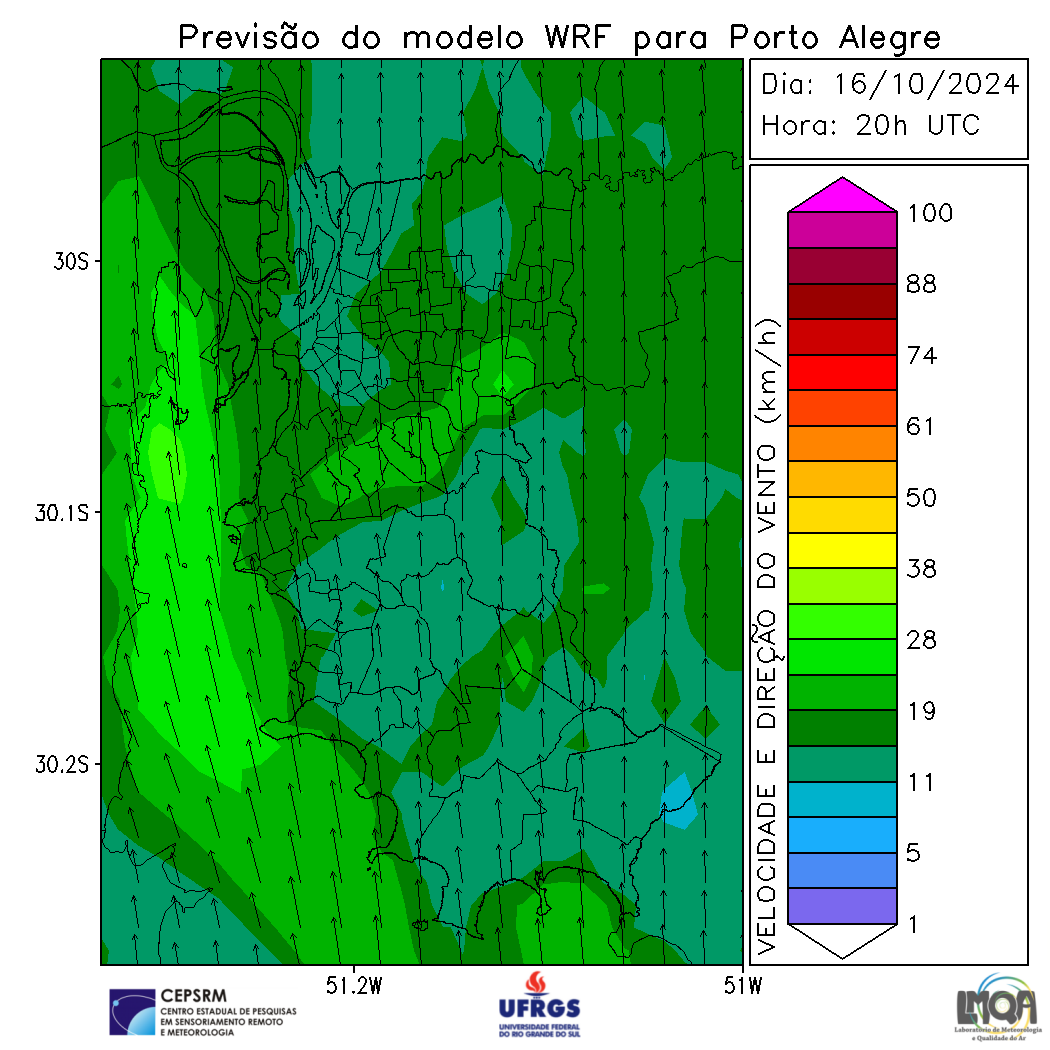 Previsão do modelo WRF para Porto Alegre
Dia: 16/10/2024
Hora: 20h UTC
30S
30.1S
30.2S
51.2W
51W
VELOCIDADE E DIREÇÃO DO VENTO (km/h)
100
88
74
61
50
38
28
19
11
5
1
CEPSRM
CENTRO ESTADUAL DE PESQUISAS
EM SENSORIAMENTO REMOTO
E METEOROLOGIA
UFRGS
UNIVERSIDADE FEDERAL
DO RIO GRANDE DO SUL
LMQA
Laboratório de Meteorologia
e Qualidade do Ar